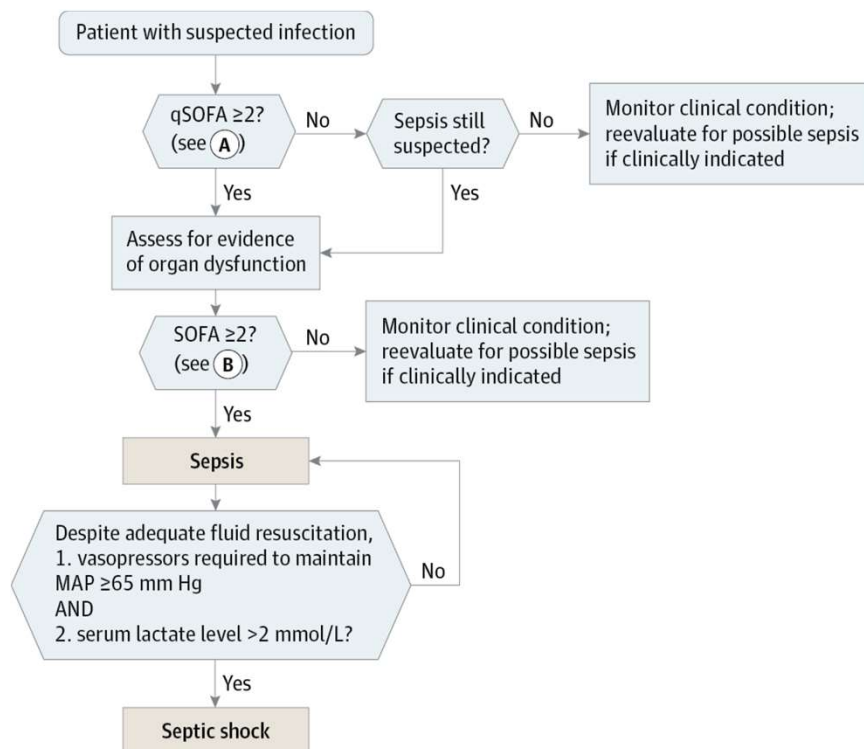 Patient with suspected infection
qSOFA ≥2?
(see A)
No
Sepsis still
suspected?
No
Monitor clinical condition;
reevaluate for possible sepsis
if clinically indicated
Yes
Yes
Assess for evidence
of organ dysfunction
SOFA ≥2?
(see B)
No
Monitor clinical condition;
reevaluate for possible sepsis
if clinically indicated
Yes
Sepsis
Despite adequate fluid resuscitation,
1. vasopressors required to maintain
MAP ≥65 mm Hg
AND
2. serum lactate level >2 mmol/L?
No
Yes
Septic shock